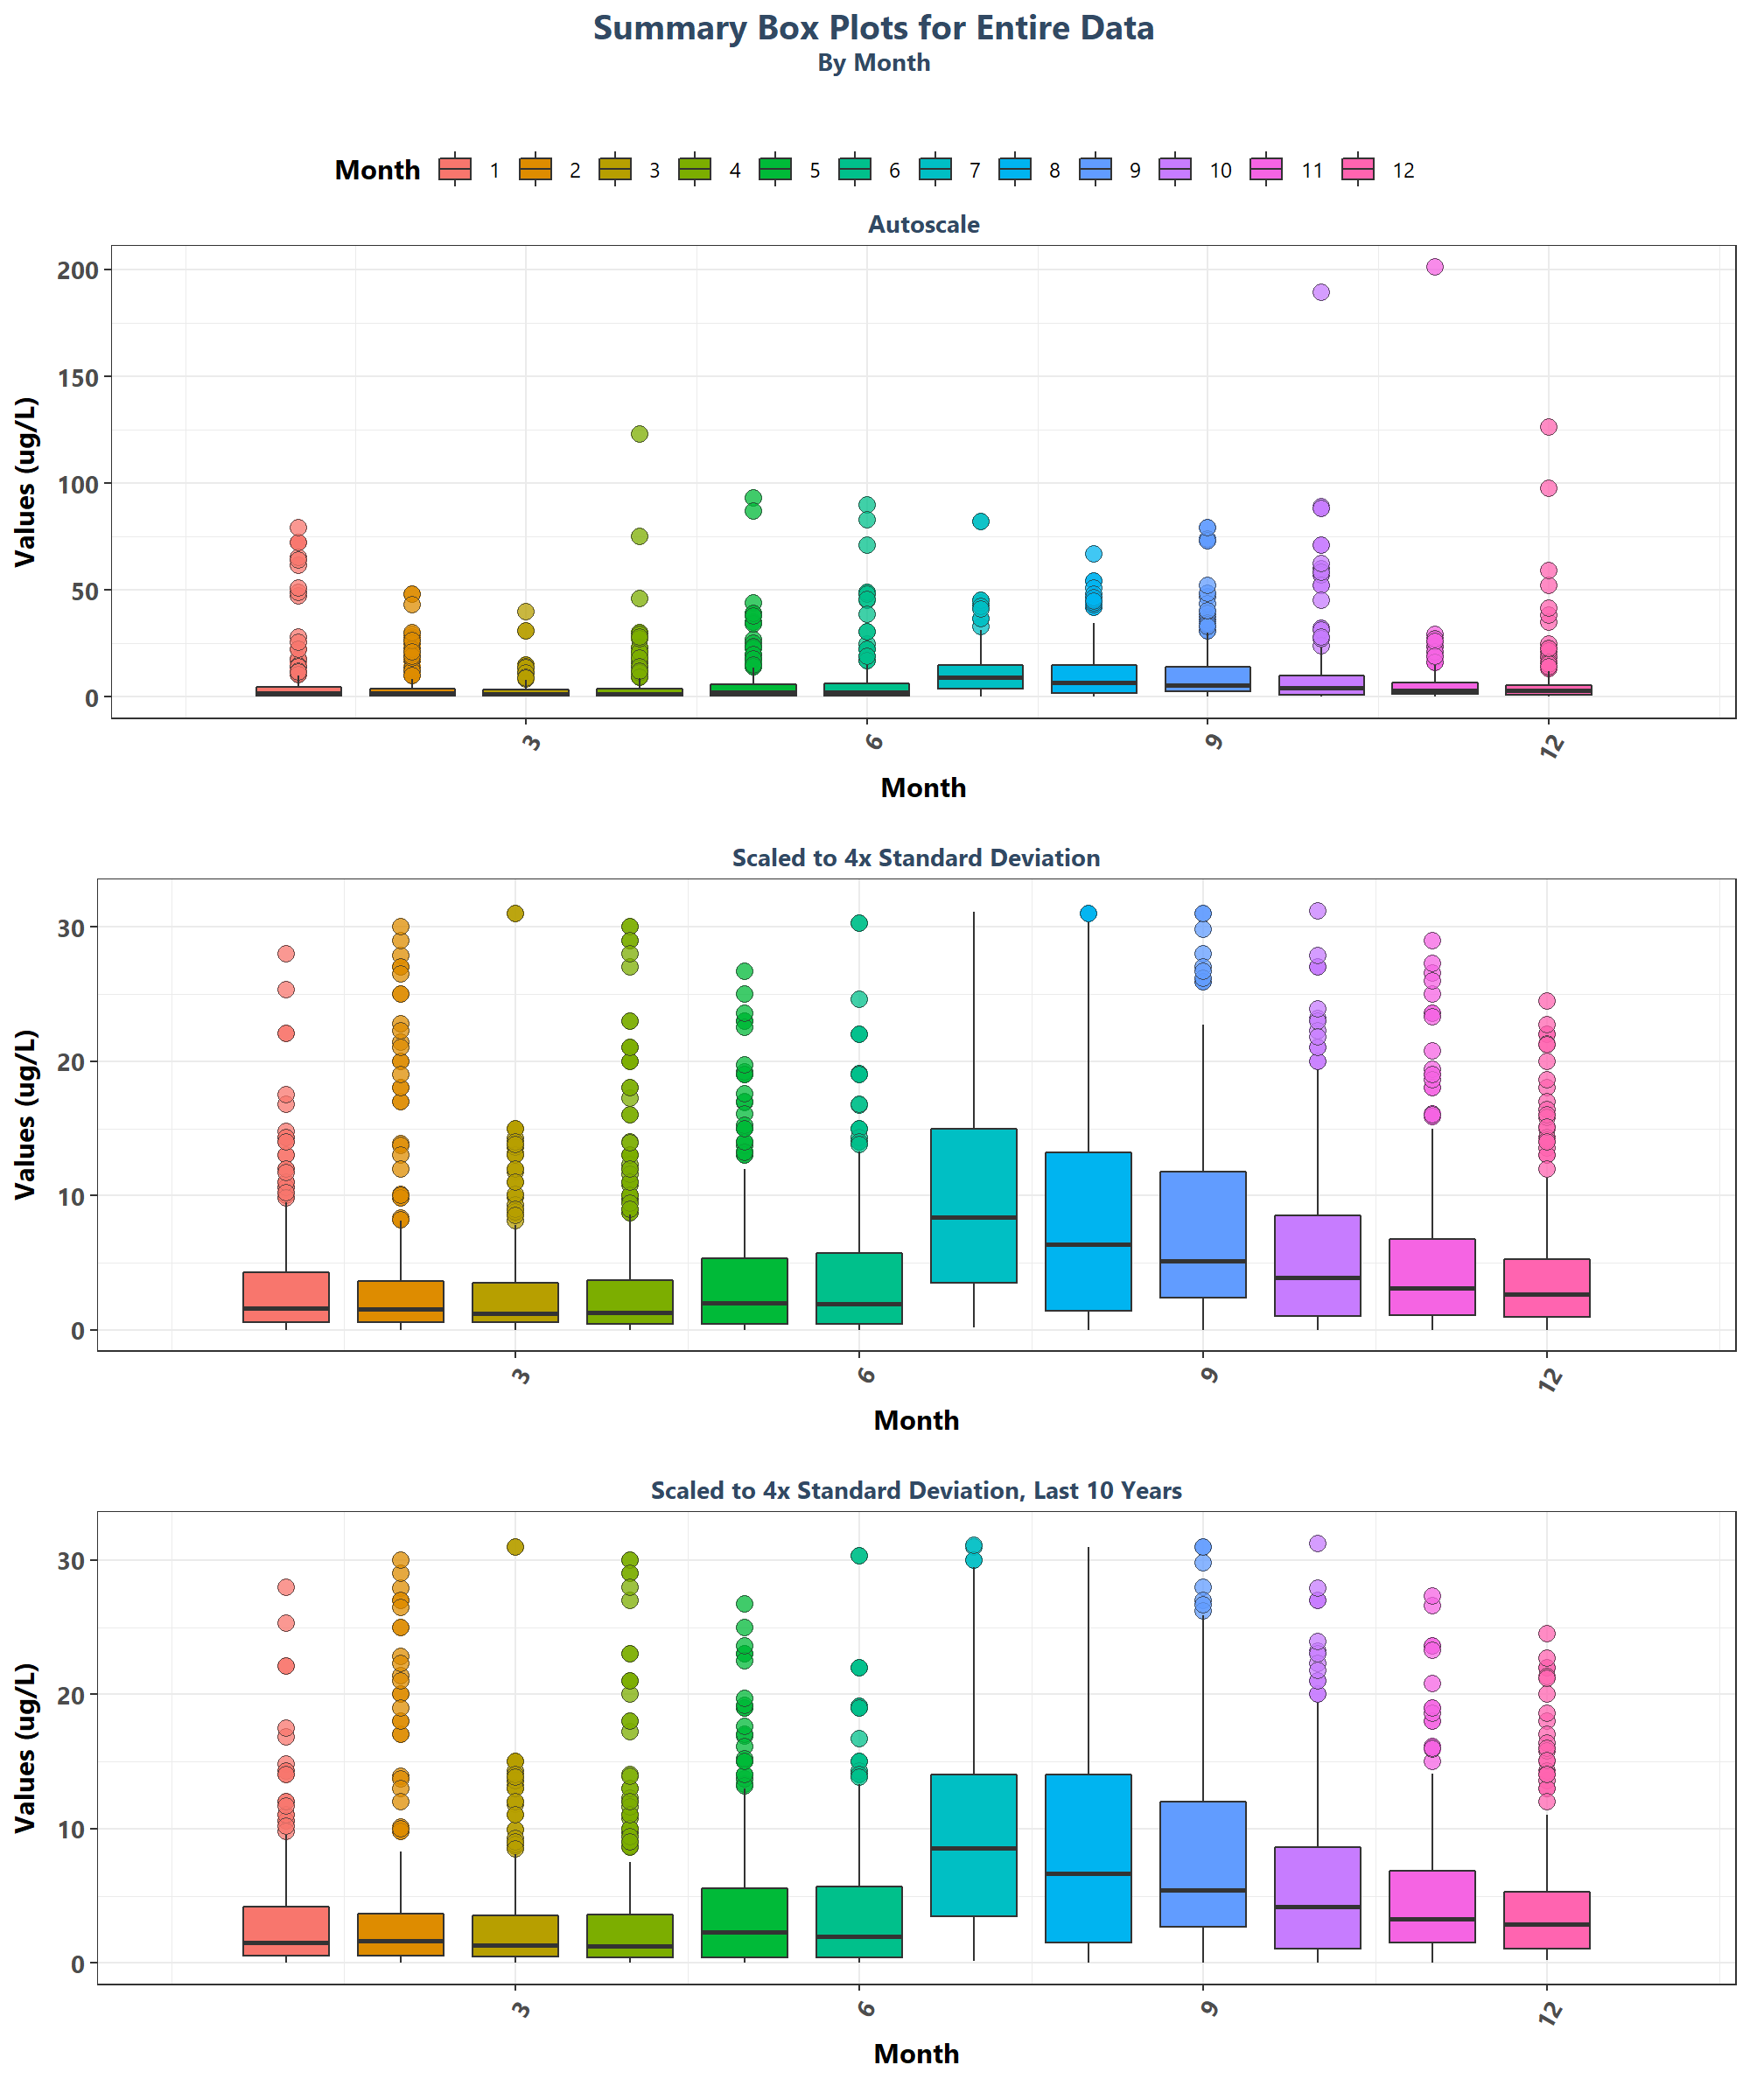 Summary Box Plots for Entire Data
By Month
Month 1 2 3 4 5 6 7 8 9 10 11 12
Autoscale
200
150
100
50
0
Values (ug/L)
3 6 9 12
Month
Scaled to 4x Standard Deviation
30
20
10
0
Values (ug/L)
3 6 9 12
Month
Scaled to 4x Standard Deviation, Last 10 Years
30
20
10
0
Values (ug/L)
3 6 9 12
Month